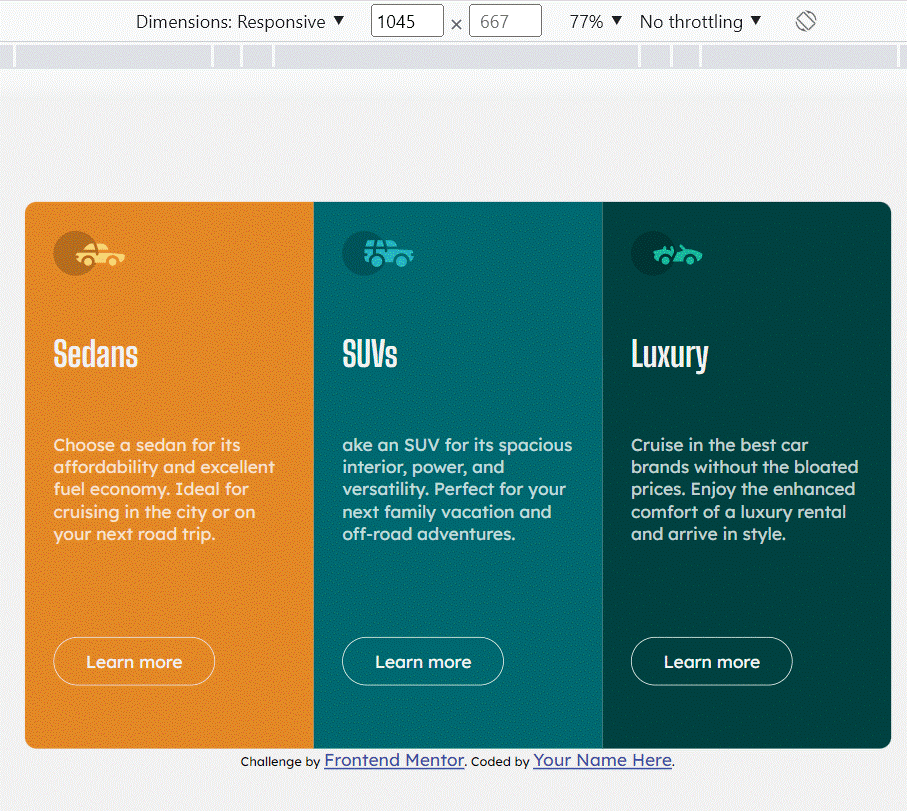 Dimensions: Responsive ▼ 1045 × 667 77% ▼ No throttling ▼
Sedans
Choose a sedan for its
affordability and excellent
fuel economy. Ideal for
cruising in the city or on
your next road trip.
Learn more
SUVs
ake an SUV for its spacious
interior, power, and
versatility. Perfect for your
next family vacation and
off-road adventures.
Learn more
Luxury
Cruise in the best car
brands without the bloated
prices. Enjoy the enhanced
comfort of a luxury rental
and arrive in style.
Learn more
Challenge by Frontend Mentor. Coded by Your Name Here.